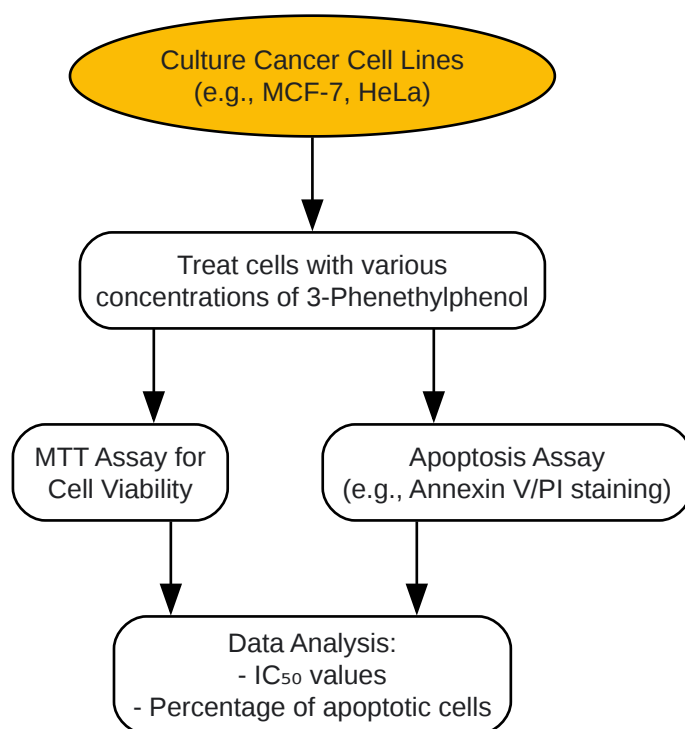 Culture Cancer Cell Lines
(e.g., MCF-7, HeLa)
Treat cells with various
concentrations of 3-Phenethylphenol
MTT Assay for
Cell Viability
Apoptosis Assay
(e.g., Annexin V/PI staining)
Data Analysis:
- IC₅₀ values
- Percentage of apoptotic cells